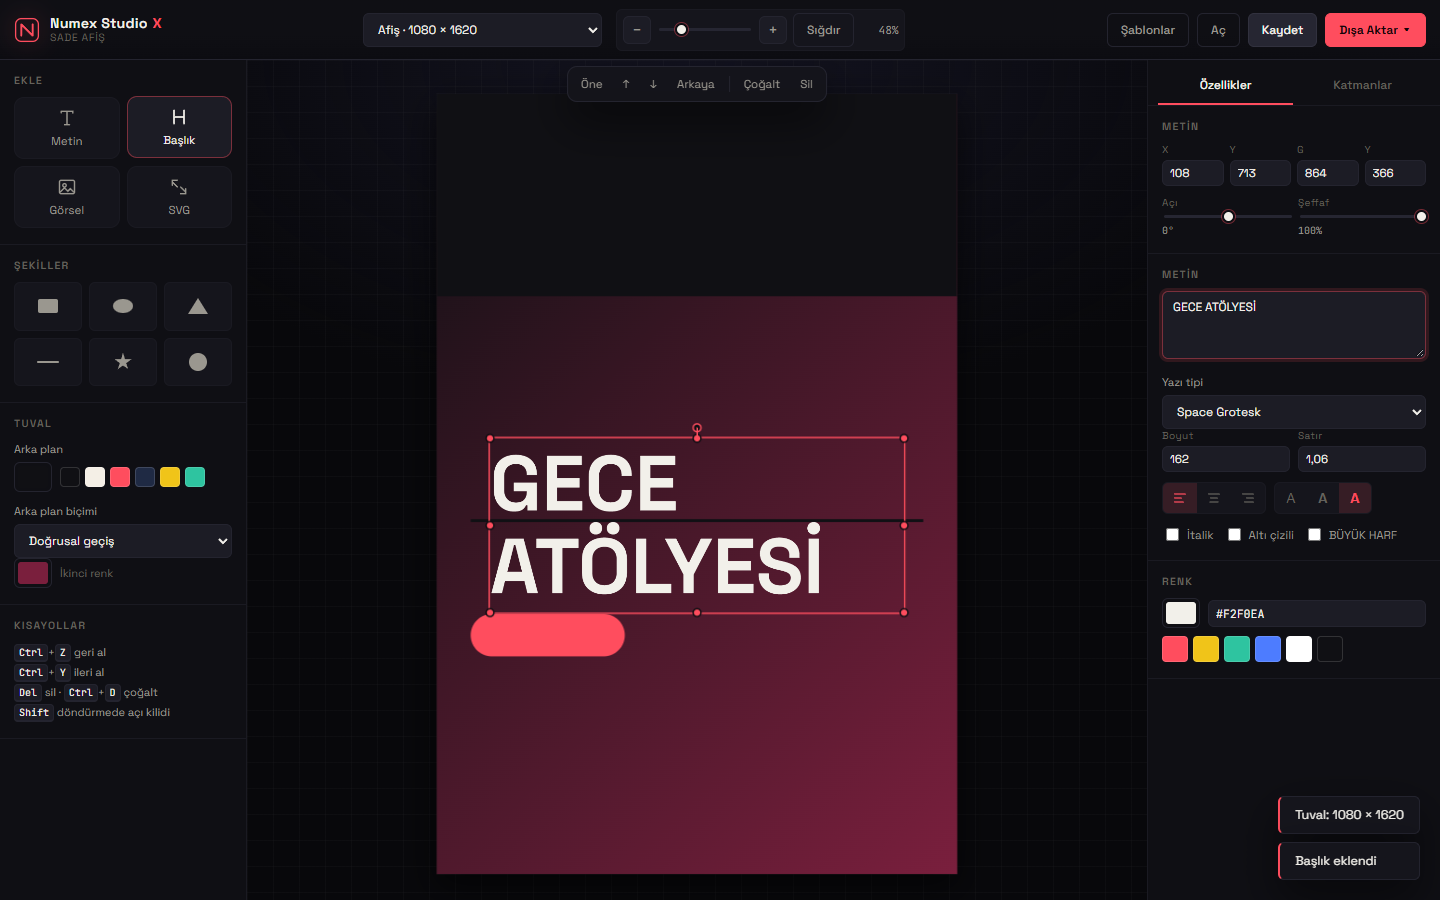 Numex Studio X
SADE AFİŞ
Afiş · 1080 × 1620
−
+
Sığdır
48%
Şablonlar
Aç
Kaydet
Dışa Aktar
EKLE
Metin
Başlık
Görsel
SVG
ŞEKİLLER
TUVAL
Arka plan
Arka plan biçimi
Doğrusal geçiş
İkinci renk
KISAYOLLAR
Ctrl + Z geri al
Ctrl + Y ileri al
Del sil · Ctrl + D çoğalt
Shift döndürmede açı kilidi
Öne ↑ ↓ Arkaya Çoğalt Sil
GECE
ATÖLYESİ
Özellikler
Katmanlar
METİN
X Y G Y
108 713 864 366
Açı Şeffaf
0° 100%
METİN
GECE ATÖLYESİ
Yazı tipi
Space Grotesk
Boyut Satır
162 1,06
A A A
İtalik Altı çizili BÜYÜK HARF
RENK
#F2F0EA
Tuval: 1080 × 1620
Başlık eklendi